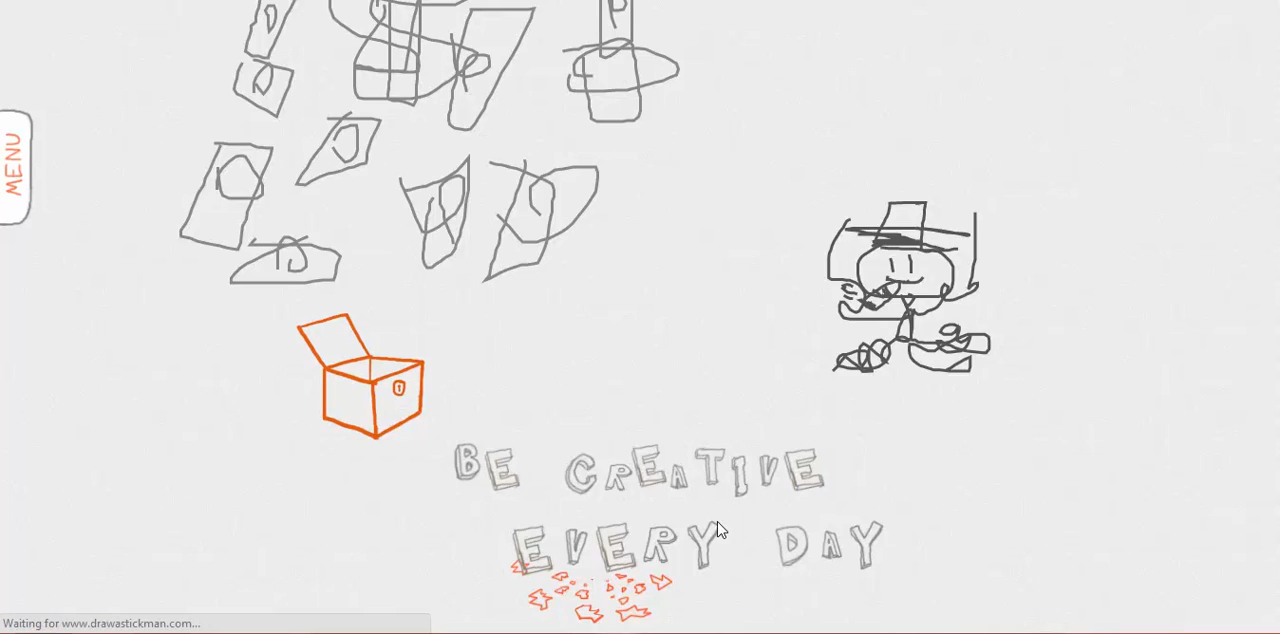 P
MENU
BE CREATIVE
EVERY DAY
Waiting for www.drawastickman.com...